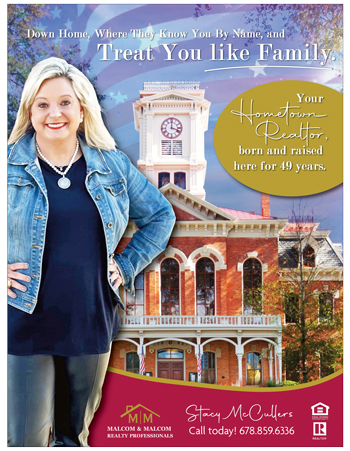 Down Home, Where They Know You By Name, and
Treat You like Family.
Your
Hometown
Realtor,
born and raised
here for 49 years.
MM
MALCOM & MALCOM
REALTY PROFESSIONALS
Stacy McCullers
Call today! 678.859.6336
R
REALTOR